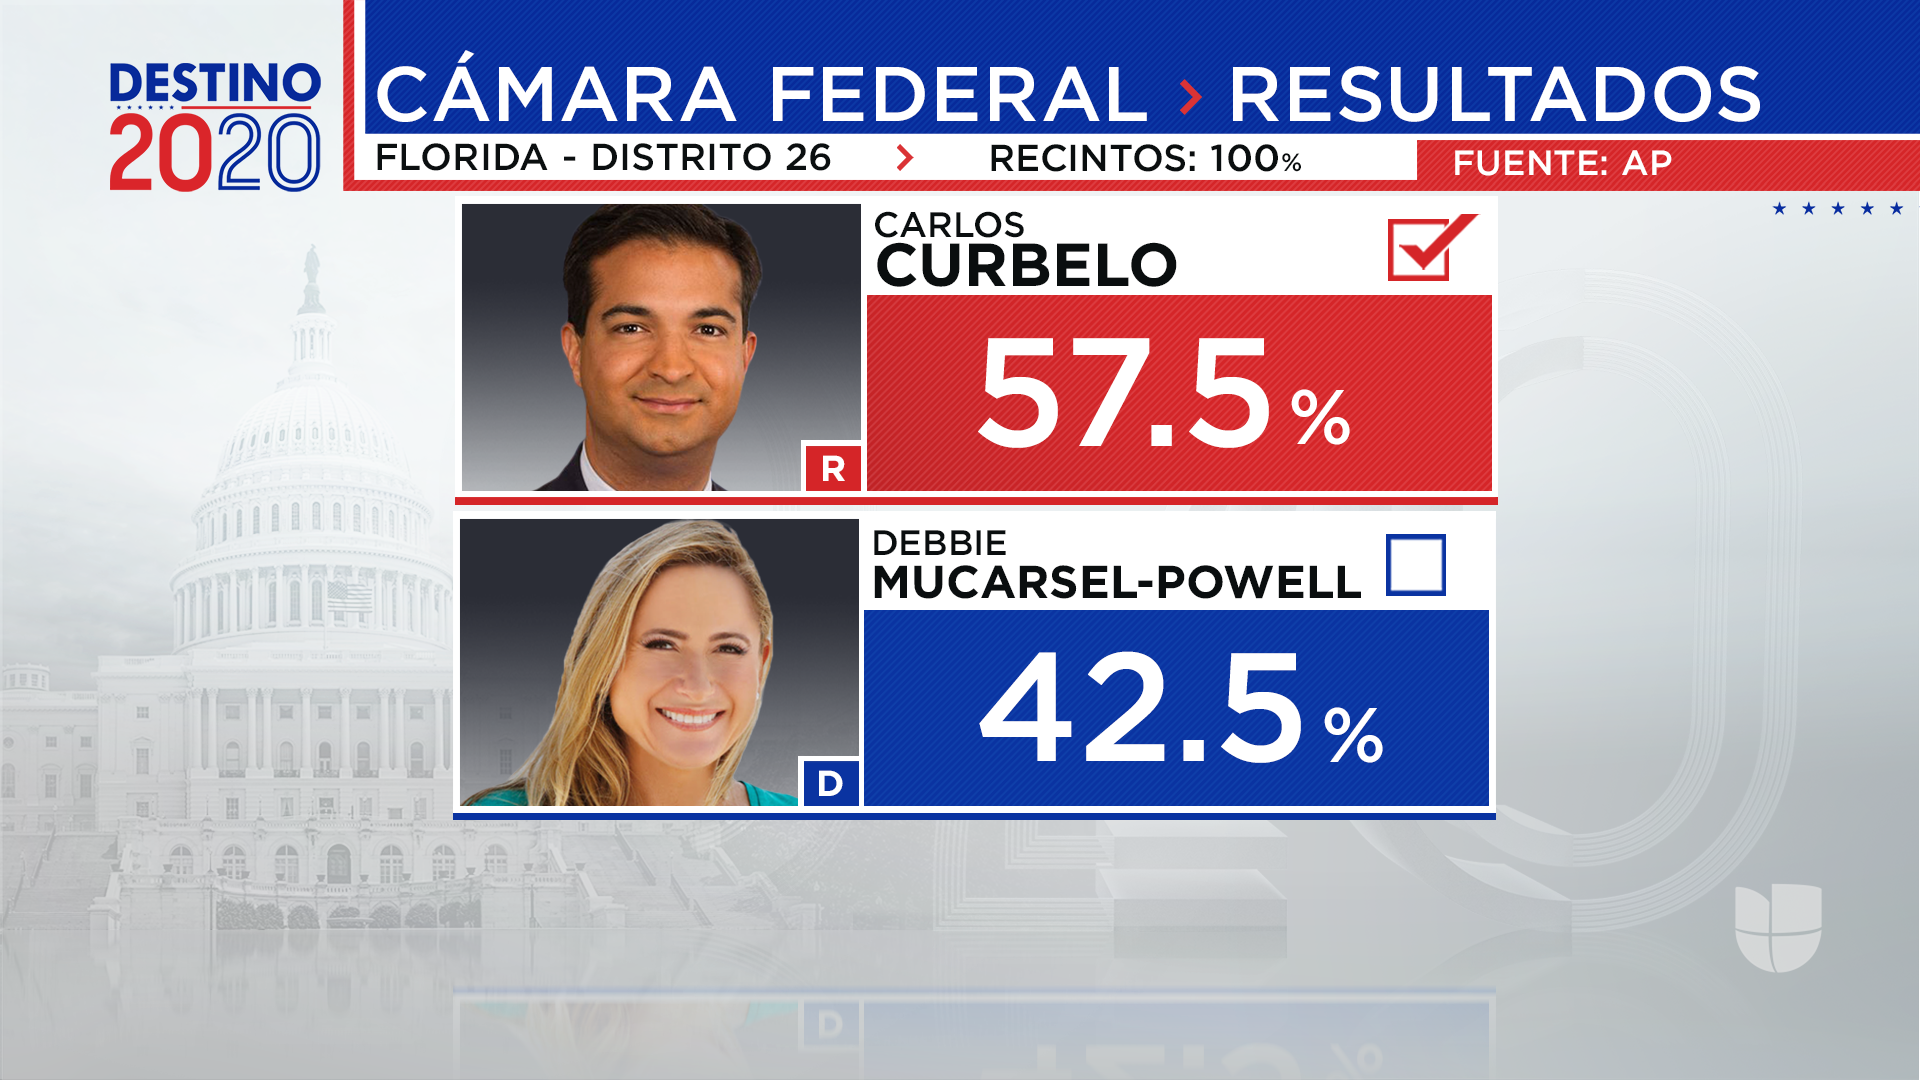 DESTINO
2020
CÁMARA FEDERAL > RESULTADOS
FLORIDA - DISTRITO 26 > RECINTOS: 100%
FUENTE: AP
CARLOS
CURBELO
57.5%
R
DEBBIE
MUCARSEL-POWELL
42.5%
D